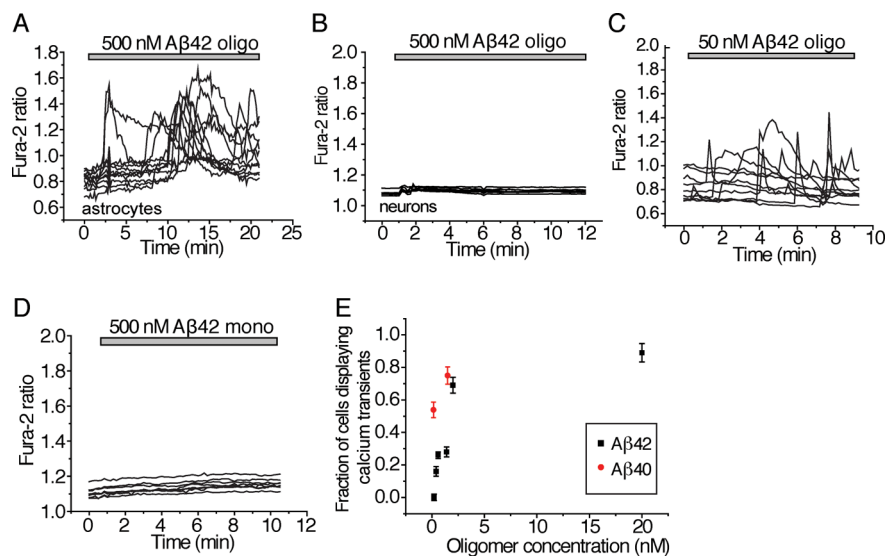 A
500 nM Aβ42 oligo
Fura-2 ratio
1.8
1.6
1.4
1.2
1.0
0.8
0.6
astrocytes
0 5 10 15 20 25
Time (min)
B
500 nM Aβ42 oligo
Fura-2 ratio
2.0
1.8
1.6
1.4
1.2
1.0
neurons
0 2 4 6 8 10 12
Time (min)
C
50 nM Aβ42 oligo
Fura-2 ratio
2.0
1.8
1.6
1.4
1.2
1.0
0.8
0.6
0 2 4 6 8 10
Time (min)
D
500 nM Aβ42 mono
Fura-2 ratio
2.0
1.8
1.6
1.4
1.2
1.0
0 2 4 6 8 10 12
Time (min)
E
Fraction of cells displaying
calcium transients
1.0
0.8
0.6
0.4
0.2
0.0
Aβ42
Aβ40
0 5 10 15 20
Oligomer concentration (nM)